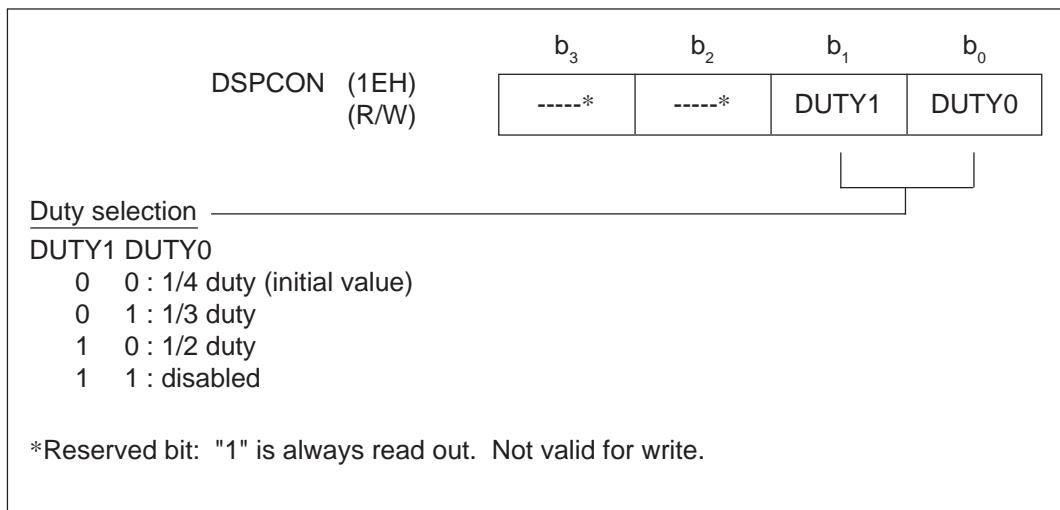 b3 b2 b1 b0
DSPCON (1EH) -----* -----* DUTY1 DUTY0
(R/W)
Duty selection
DUTY1 DUTY0
0 0 : 1/4 duty (initial value)
0 1 : 1/3 duty
1 0 : 1/2 duty
1 1 : disabled
*Reserved bit: "1" is always read out. Not valid for write.